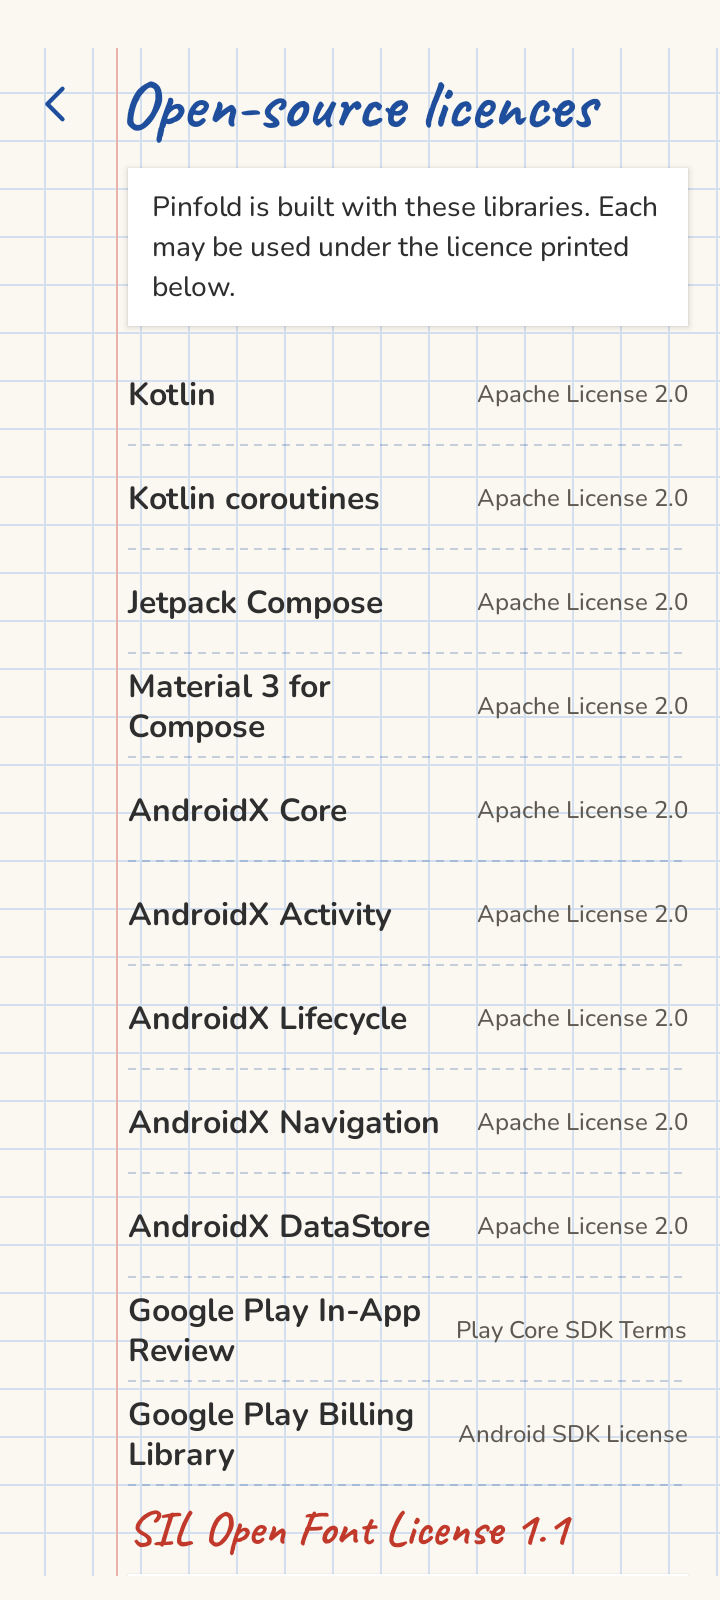 Open-source licences
Pinfold is built with these libraries. Each
may be used under the licence printed
below.
Kotlin Apache License 2.0
Kotlin coroutines Apache License 2.0
Jetpack Compose Apache License 2.0
Material 3 for
Compose Apache License 2.0
AndroidX Core Apache License 2.0
AndroidX Activity Apache License 2.0
AndroidX Lifecycle Apache License 2.0
AndroidX Navigation Apache License 2.0
AndroidX DataStore Apache License 2.0
Google Play In-App
Review Play Core SDK Terms
Google Play Billing
Library Android SDK License
SIL Open Font License 1.1